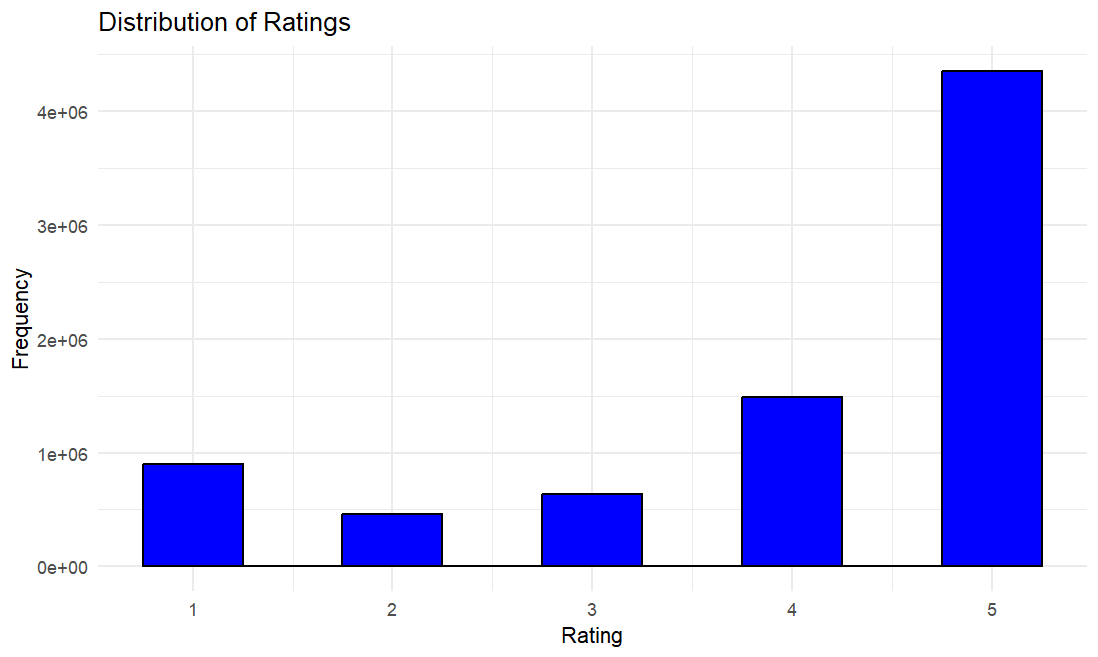 Distribution of Ratings
Frequency
4e+06
3e+06
2e+06
1e+06
0e+00
1 2 3 4 5
Rating